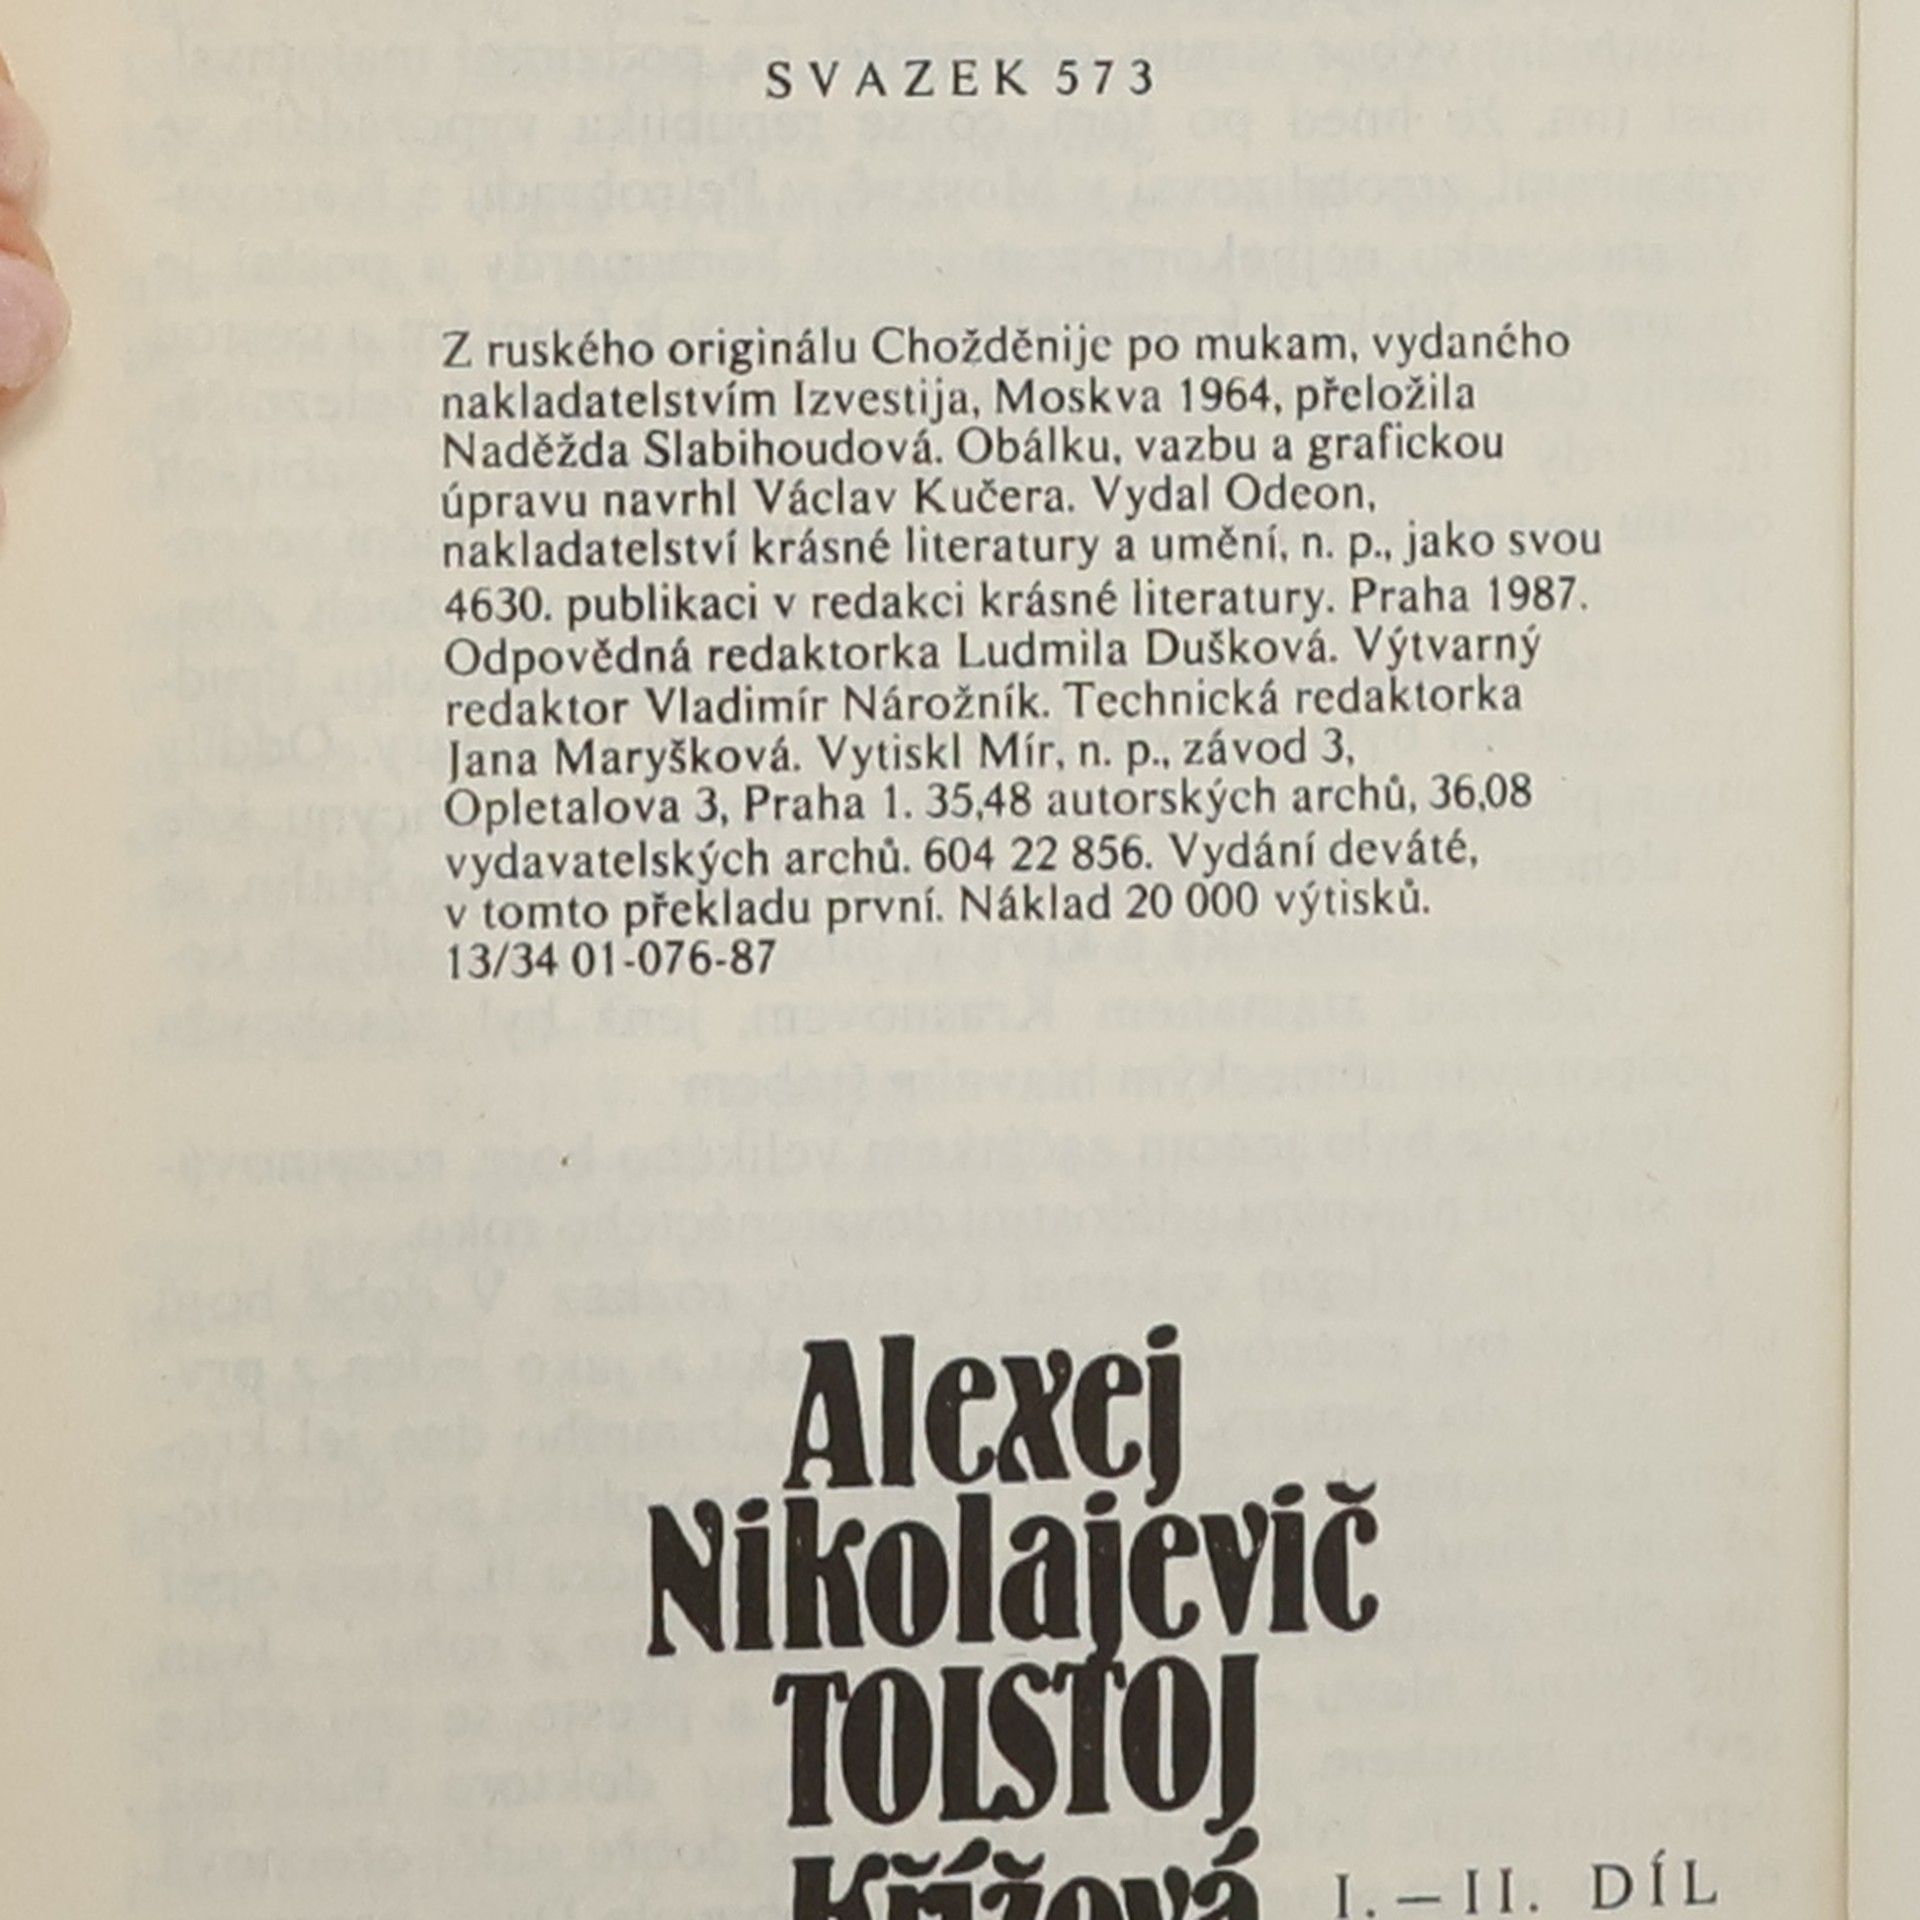 SVAZEK 573
Z ruského originálu Chožděnije po mukam, vydaného
nakladatelstvím Izvestija, Moskva 1964, přeložila
Naděžda Slabihoudová. Obálku, vazbu a grafickou
úpravu navrhl Václav Kučera. Vydal Odeon,
nakladatelství krásné literatury a umění, n. p., jako svou
4630. publikaci v redakci krásné literatury. Praha 1987.
Odpovědná redaktorka Ludmila Dušková. Výtvarný
redaktor Vladimír Nárožník. Technická redaktorka
Jana Maryšková. Vytiskl Mír, n. p., závod 3,
Opletalova 3, Praha 1. 35,48 autorských archů, 36,08
vydavatelských archů. 604 22 856. Vydání deváté,
v tomto překladu první. Náklad 20 000 výtisků.
13/34 01-076-87
Alexej
Nikolajevič
TOLSTOJ
Křížová
I.–II. DÍL